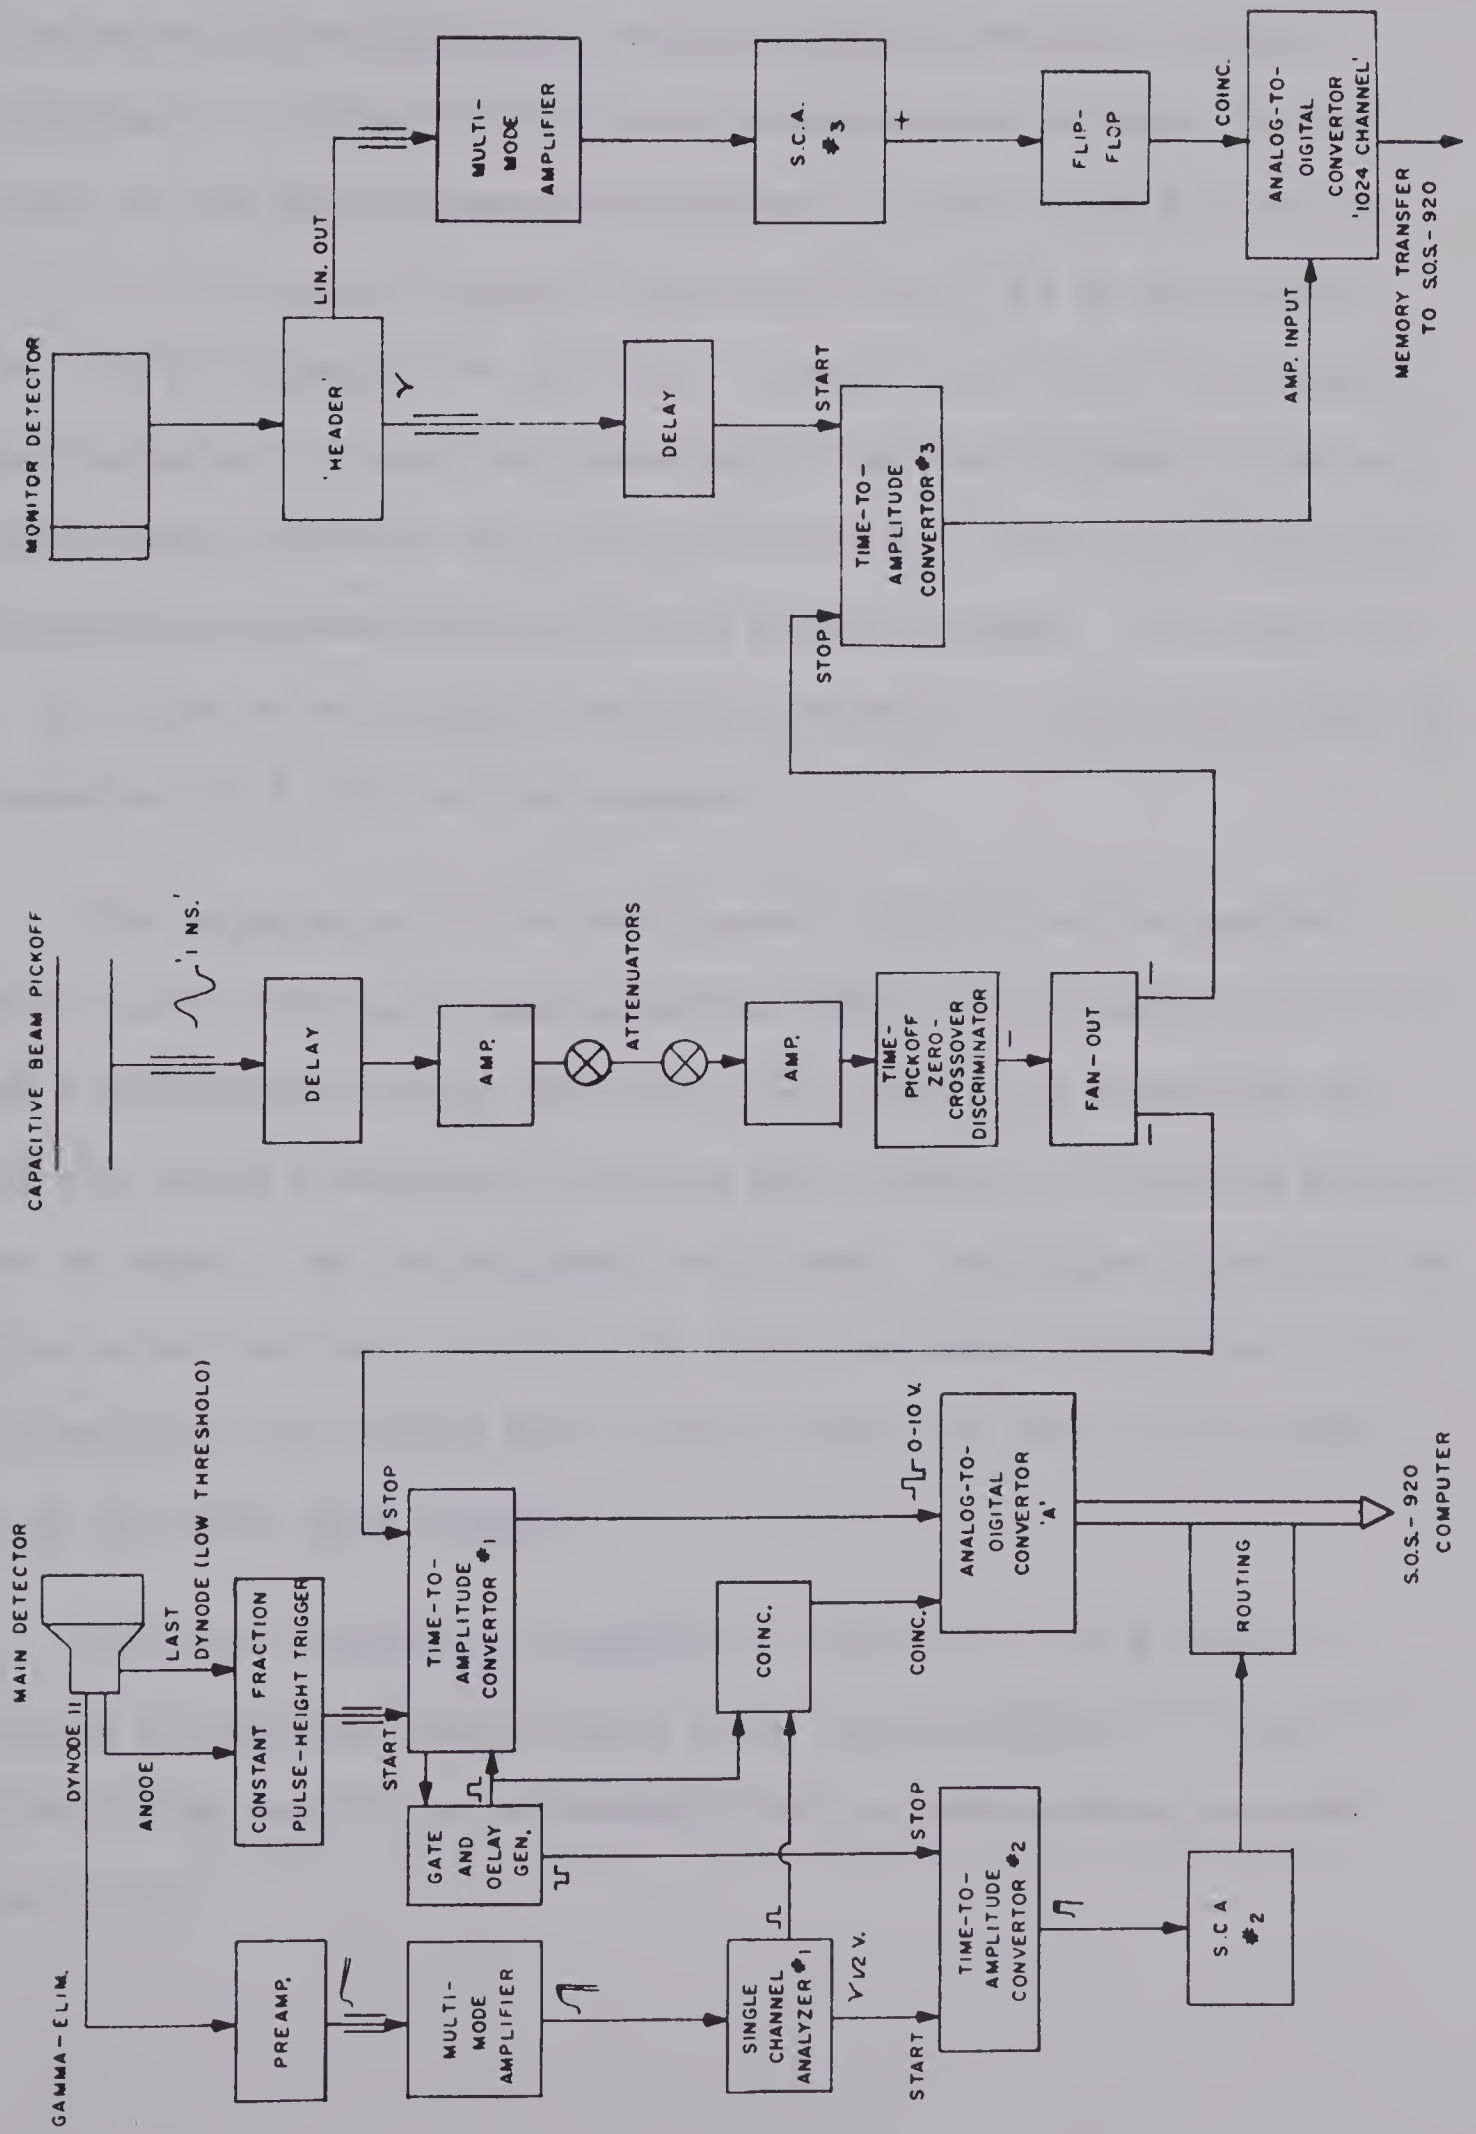 GAMMA-ELIM.
MAIN DETECTOR
DYNODE II
ANODE
LAST
DYNODE (LOW THRESHOLD)
PREAMP.
CONSTANT FRACTION
PULSE-HEIGHT TRIGGER
START
STOP
MULTI-
MODE
AMPLIFIER
GATE
AND
DELAY
GEN.
TIME-TO-
AMPLITUDE
CONVERTOR #1
SINGLE
CHANNEL
ANALYZER #1
1/2 V.
COINC.
COINC.
0-10 V.
START
STOP
TIME-TO-
AMPLITUDE
CONVERTOR #2
ANALOG-TO-
DIGITAL
CONVERTOR
'A'
S.C.A
#2
ROUTING
S.O.S.-920
COMPUTER
CAPACITIVE BEAM PICKOFF
'1 NS.'
DELAY
AMP.
ATTENUATORS
AMP.
TIME-
PICKOFF
ZERO-
CROSSOVER
DISCRIMINATOR
—
FAN-OUT
—
—
MONITOR DETECTOR
'HEADER'
LIN. OUT
DELAY
STOP
START
TIME-TO-
AMPLITUDE
CONVERTOR #3
MULTI-
MODE
AMPLIFIER
S.C.A.
#3
+
FLIP-
FLOP
AMP. INPUT
COINC.
ANALOG-TO-
DIGITAL
CONVERTOR
'1024 CHANNEL'
MEMORY TRANSFER
TO S.O.S.-920